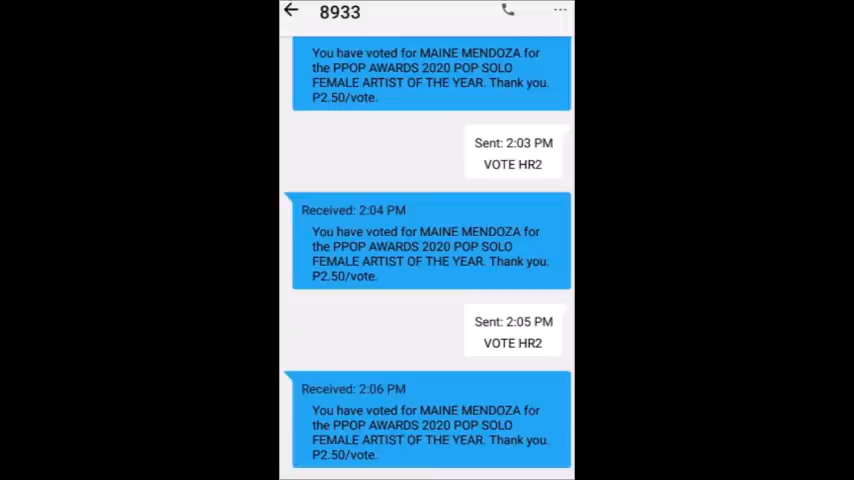 8933
You have voted for MAINE MENDOZA for
the PPOP AWARDS 2020 POP SOLO
FEMALE ARTIST OF THE YEAR. Thank you.
P2.50/vote.
Sent: 2:03 PM
VOTE HR2
Received: 2:04 PM
You have voted for MAINE MENDOZA for
the PPOP AWARDS 2020 POP SOLO
FEMALE ARTIST OF THE YEAR. Thank you.
P2.50/vote.
Sent: 2:05 PM
VOTE HR2
Received: 2:06 PM
You have voted for MAINE MENDOZA for
the PPOP AWARDS 2020 POP SOLO
FEMALE ARTIST OF THE YEAR. Thank you.
P2.50/vote.